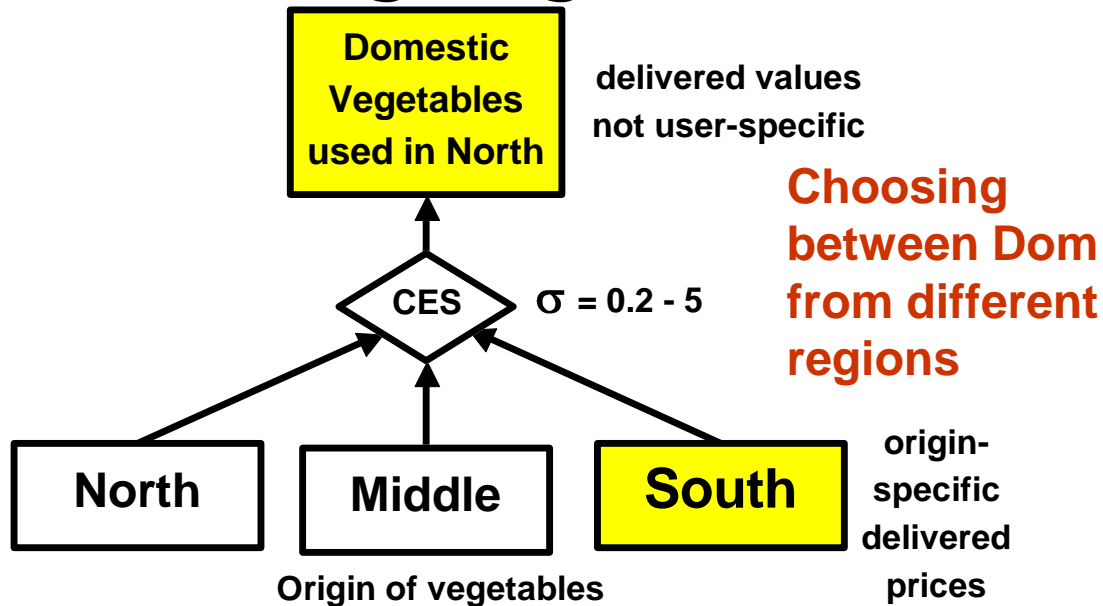 Domestic
Vegetables
used in North
delivered values
not user-specific
Choosing
between Dom
from different
regions
CES
σ = 0.2 - 5
North
Middle
South
origin-
specific
delivered
prices
Origin of vegetables